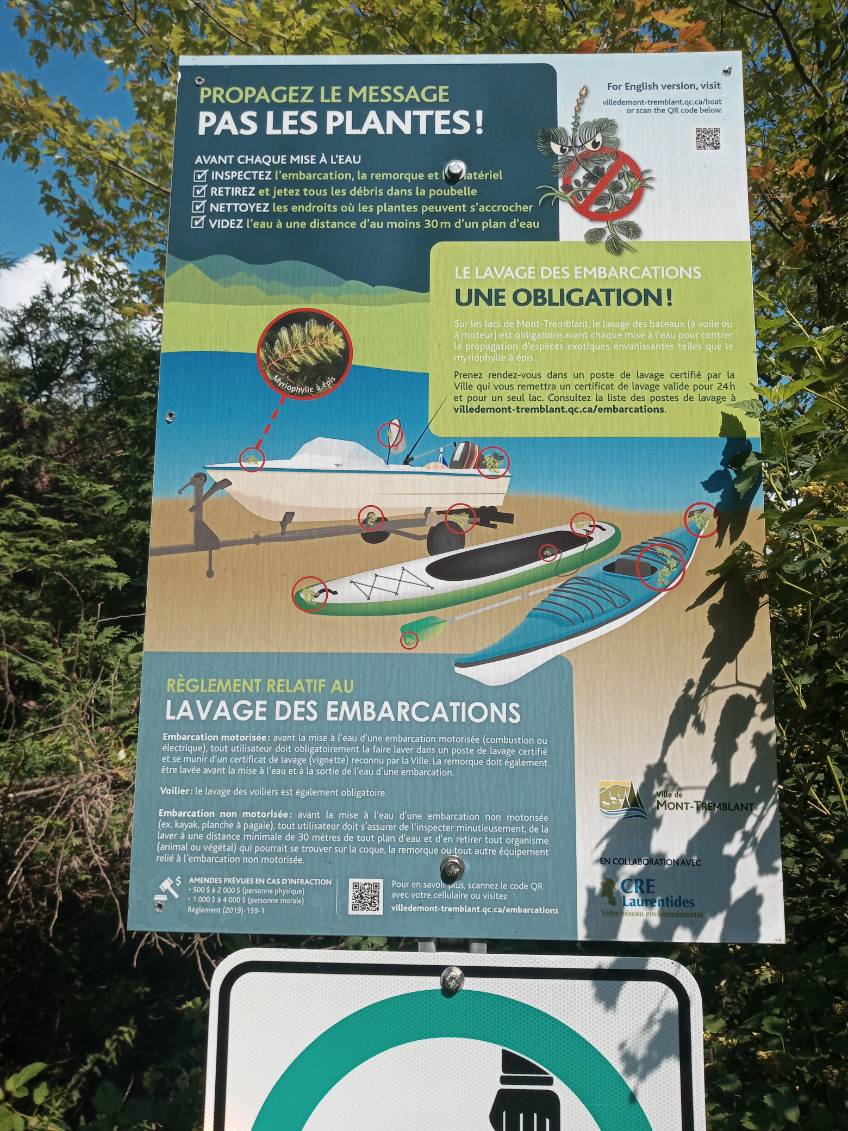 PROPAGEZ LE MESSAGE
PAS LES PLANTES !
AVANT CHAQUE MISE À L'EAU
INSPECTEZ l'embarcation, la remorque et
RETIREZ et jetez tous les débris dans la poubelle
NETTOYEZ les endroits où les plantes peuvent s'accrocher
VIDEZ l'eau à une distance d'au moins 30 m d'un plan d'eau
For English version, visit
villedemont-tremblant.qc.ca/boat
or scan the QR code below.
LE LAVAGE DES EMBARCATIONS
UNE OBLIGATION !
Sur les lacs de Mont-Tremblant, le lavage des bateaux (à voile ou
à moteur) est obligatoire avant chaque mise à l'eau pour contrer
la propagation d'espèces exotiques envahissantes telles que le
myriophylle à épis.
Prenez rendez-vous dans un poste de lavage certifié par la
Ville qui vous remettra un certificat de lavage valide pour 24 h
et pour un seul lac. Consultez la liste des postes de lavage à
villedemont-tremblant.qc.ca/embarcations.
Myriophylle à épis
RÈGLEMENT RELATIF AU
LAVAGE DES EMBARCATIONS
Embarcation motorisée : avant la mise à l'eau d'une embarcation motorisée (combustion ou
électrique), tout utilisateur doit obligatoirement la faire laver dans un poste de lavage certifié
et se munir d'un certificat de lavage (vignette) reconnu par la Ville. La remorque doit également
être lavée avant la mise à l'eau et à la sortie de l'eau d'une embarcation.
Voilier : le lavage des voiliers est également obligatoire.
Embarcation non motorisée : avant la mise à l'eau d'une embarcation non motorisée
(ex. kayak, planche à pagaie), tout utilisateur doit s'assurer de l'inspecter minutieusement, de la
laver à une distance minimale de 30 mètres de tout plan d'eau et d'en retirer tout organisme
(animal ou végétal) qui pourrait se trouver sur la coque, la remorque ou tout autre équipement
relié à l'embarcation non motorisée.
AMENDES PRÉVUES EN CAS D'INFRACTION
• 500 $ à 2 000 $ (personne physique)
• 1 000 $ à 4 000 $ (personne morale)
Règlement (2019)-159-1
Pour en savoir plus, scannez le code QR
avec votre cellulaire ou visitez
villedemont-tremblant.qc.ca/embarcations
Ville de
MONT-TREMBLANT
EN COLLABORATION AVEC
CRE
Laurentides
Votre réseau environnemental